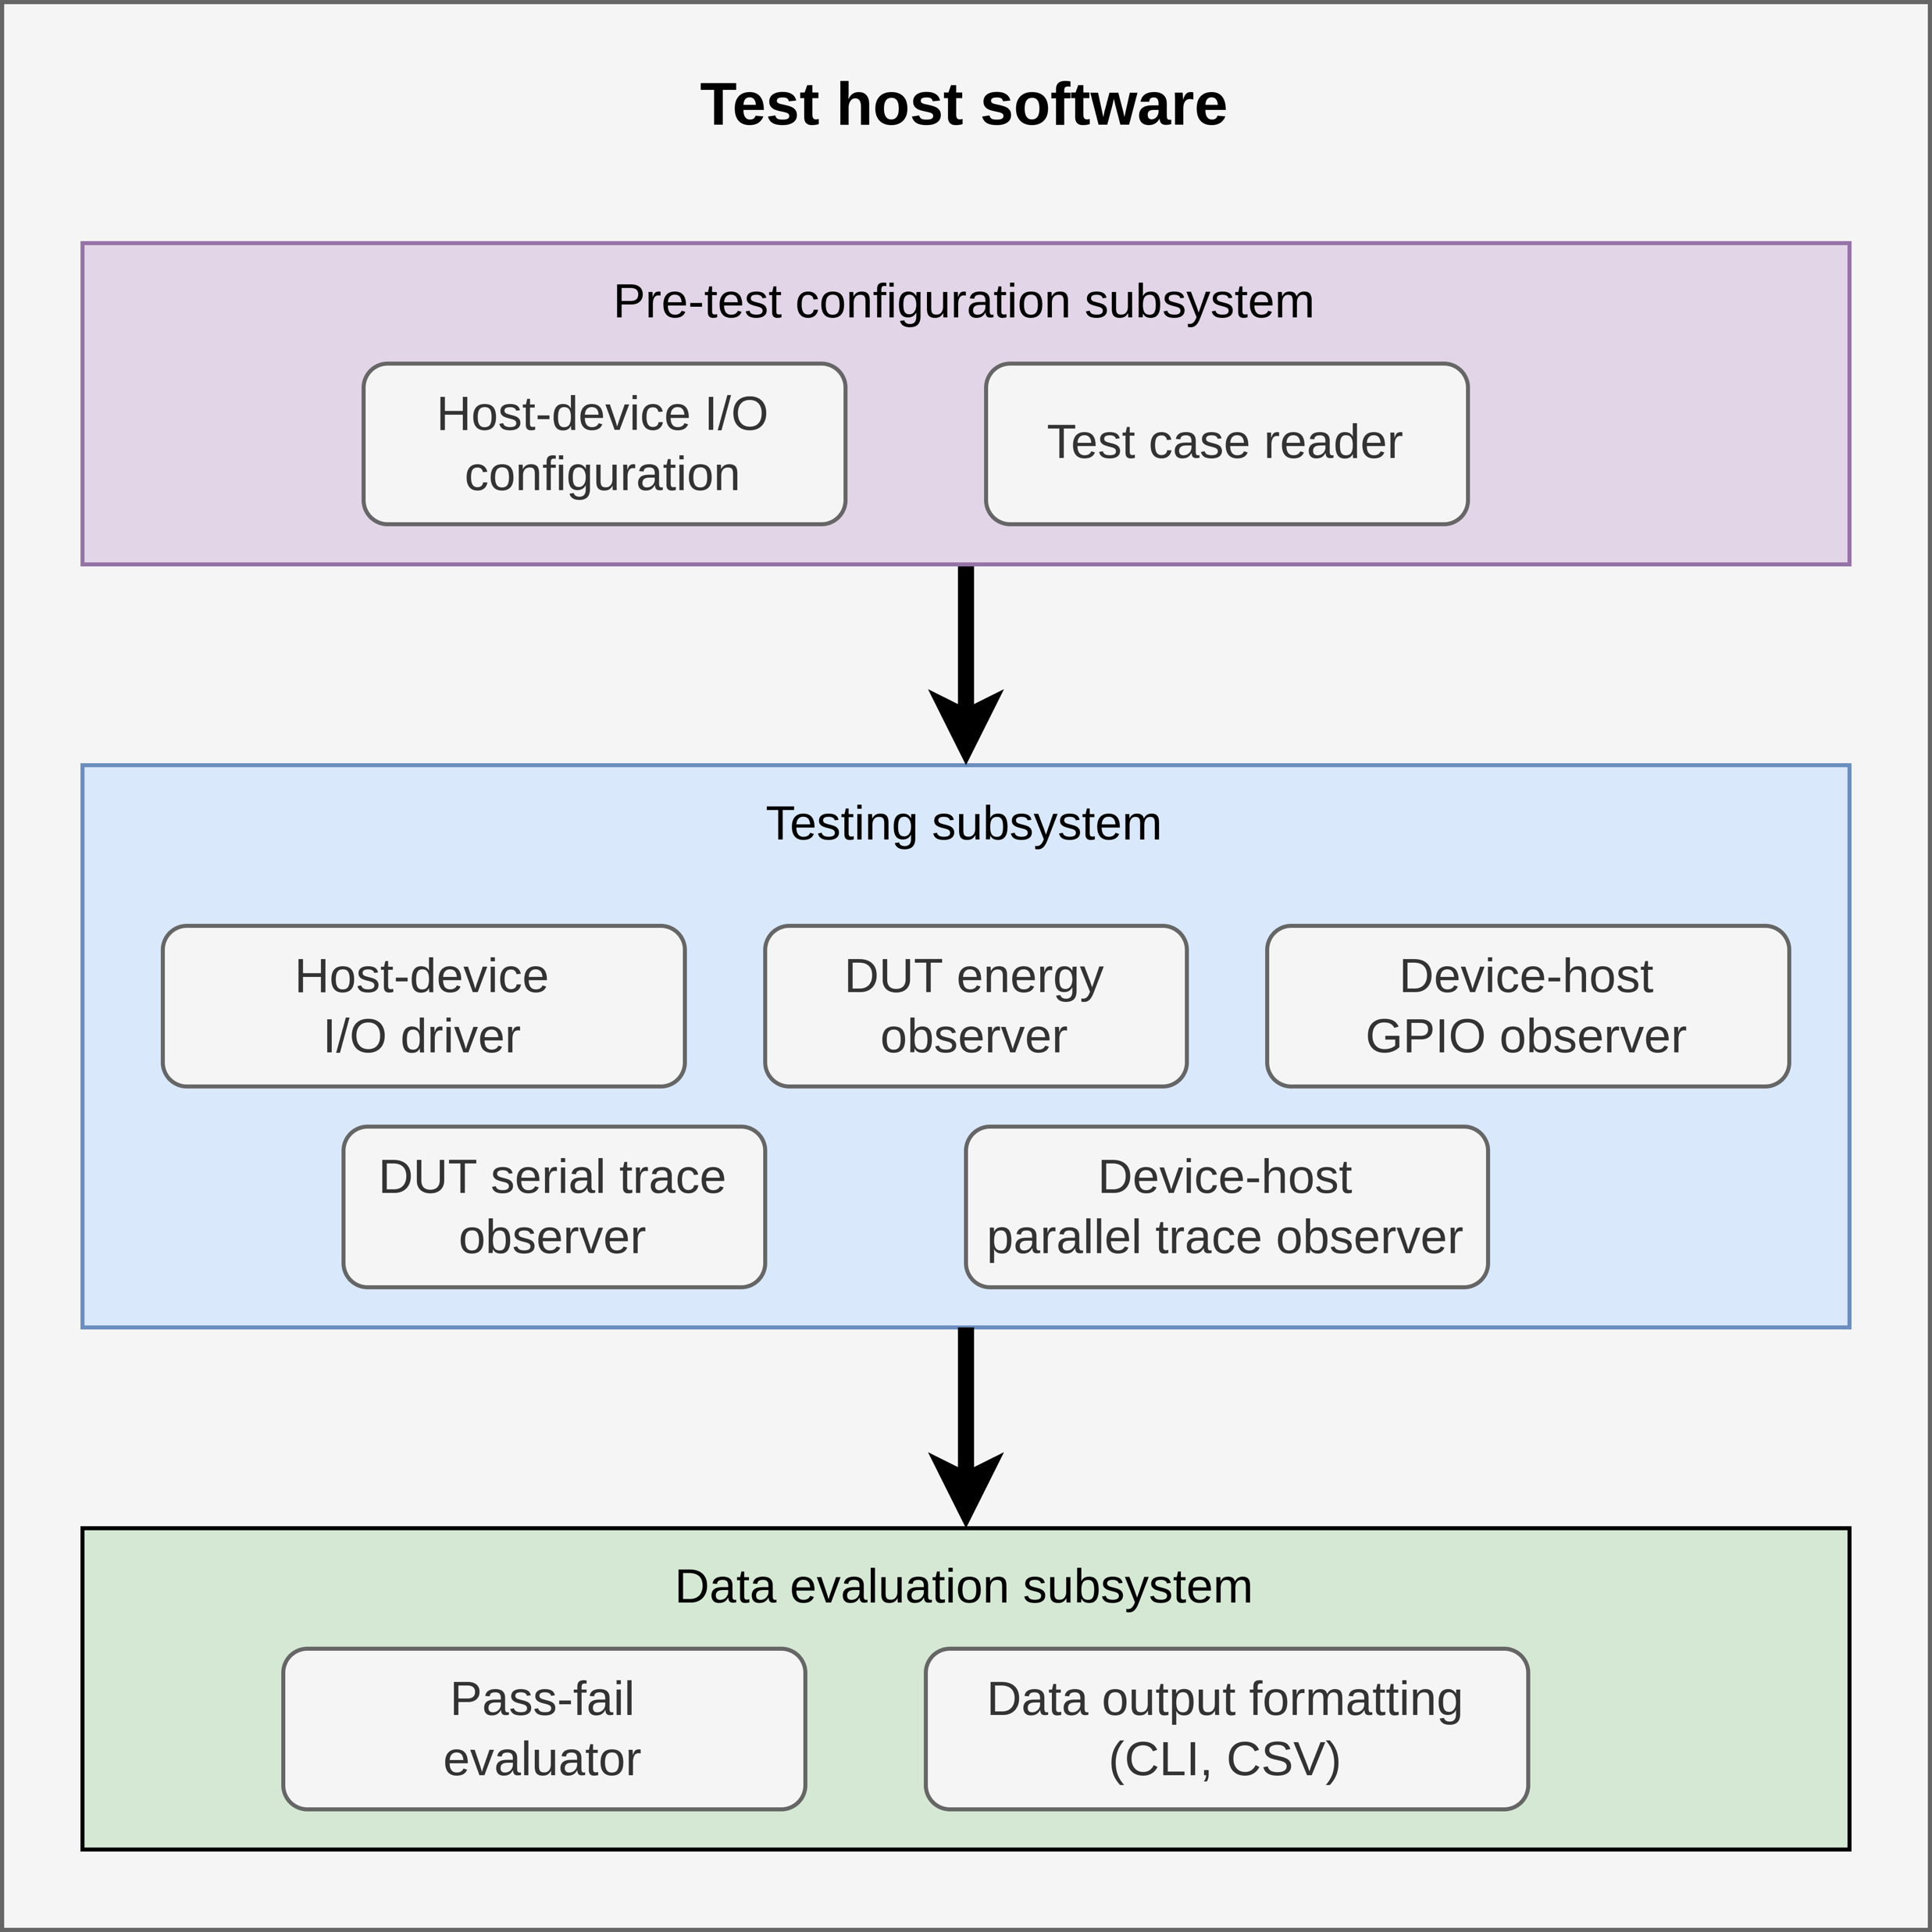 Test host software
Pre-test configuration subsystem
Host-device I/O
configuration
Test case reader
Testing subsystem
Host-device
I/O driver
DUT energy
observer
Device-host
GPIO observer
DUT serial trace
observer
Device-host
parallel trace observer
Data evaluation subsystem
Pass-fail
evaluator
Data output formatting
(CLI, CSV)